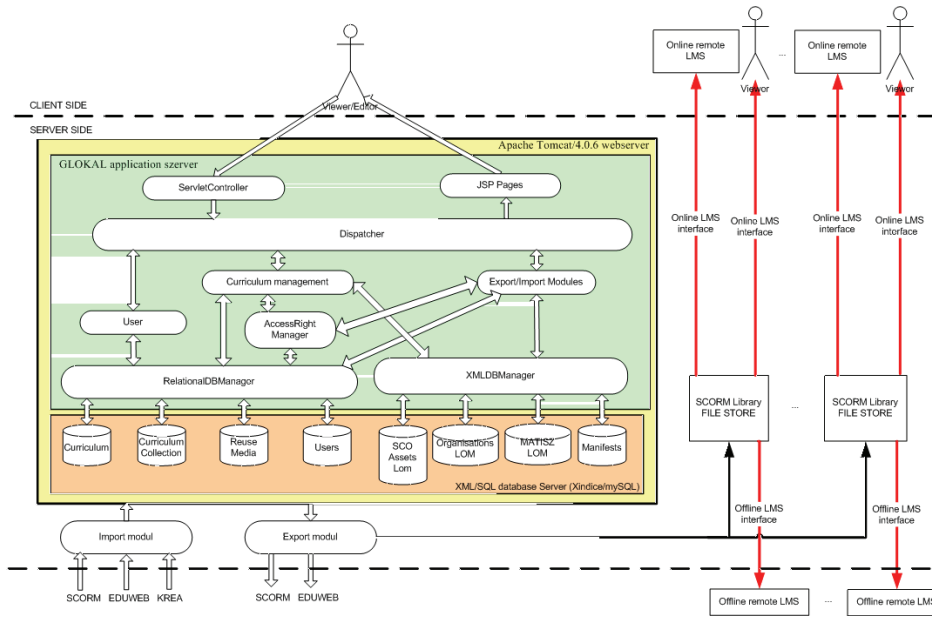 Online remote
LMS
...
Online remote
LMS
Viewer/Editor
Viewor
Viewor
CLIENT SIDE
SERVER SIDE
Apache Tomcat/4.0.6 webserver
GLOKAL application szerver
ServletController
JSP Pages
Dispatcher
Online LMS
interface
Online LMS
interface
Online LMS
interface
Online LMS
interface
Curriculum management
Export/Import Modules
User
AccessRight
Manager
RelationalDBManager
XMLDBManager
SCORM Library
FILE STORE
...
SCORM Library
FILE STORE
Curriculum
Curriculum
Collection
Reuse
Media
Users
SCO
Assets
Lom
Organisations
LOM
MATISZ
LOM
Manifests
XML/SQL database Server (Xindice/mySQL)
Offline LMS
interface
Offline LMS
interface
Import modul
Export modul
SCORM
EDUWEB
KREA
SCORM
EDUWEB
Offline remote LMS
...
Offline remote LMS